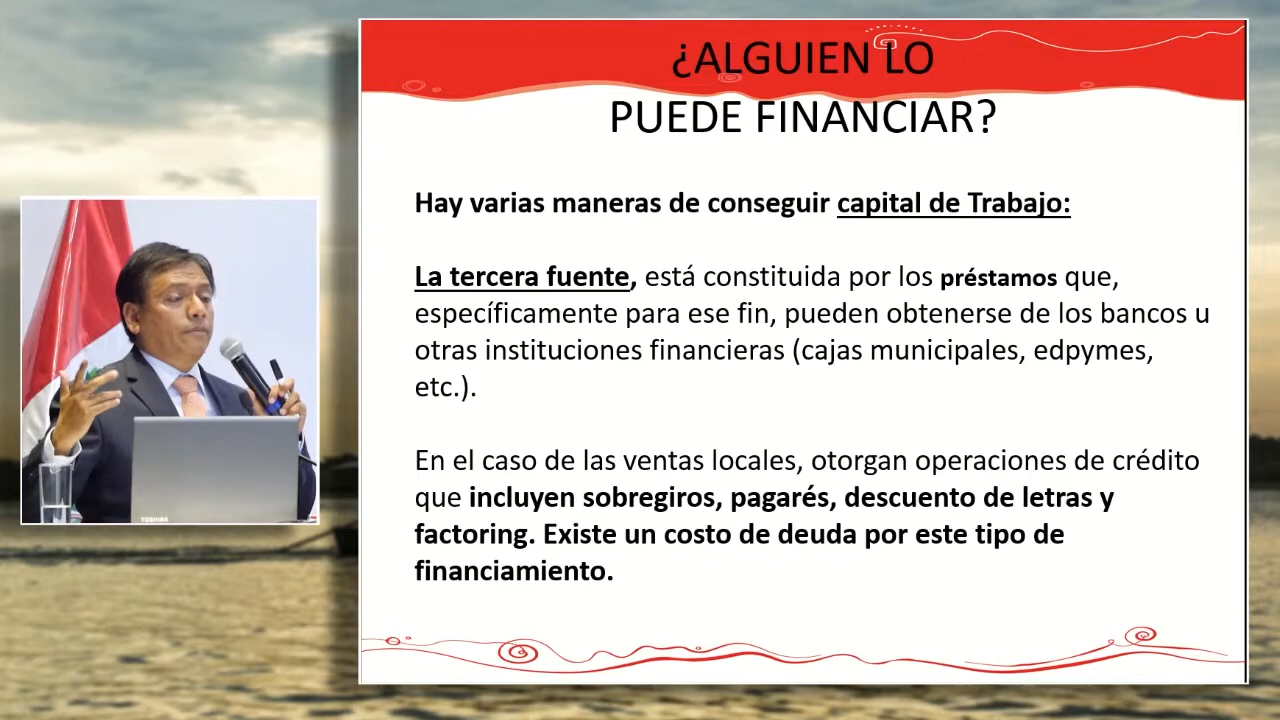 ¿ALGUIEN LO
PUEDE FINANCIAR?
Hay varias maneras de conseguir capital de Trabajo:
La tercera fuente, está constituida por los préstamos que,
específicamente para ese fin, pueden obtenerse de los bancos u
otras instituciones financieras (cajas municipales, edpymes,
etc.).
En el caso de las ventas locales, otorgan operaciones de crédito
que incluyen sobregiros, pagarés, descuento de letras y
factoring. Existe un costo de deuda por este tipo de
financiamiento.
TOSHIBA